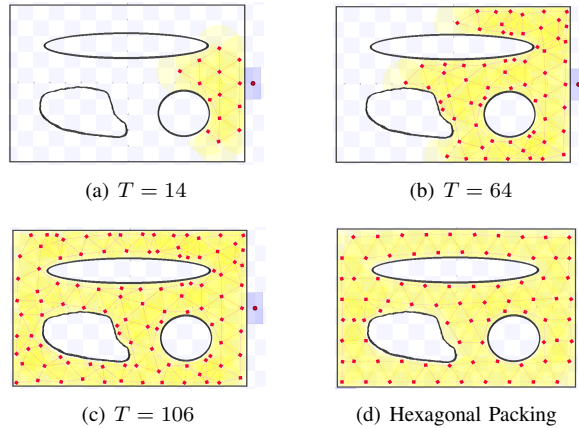 (a) T = 14
(b) T = 64
(c) T = 106
(d) Hexagonal Packing